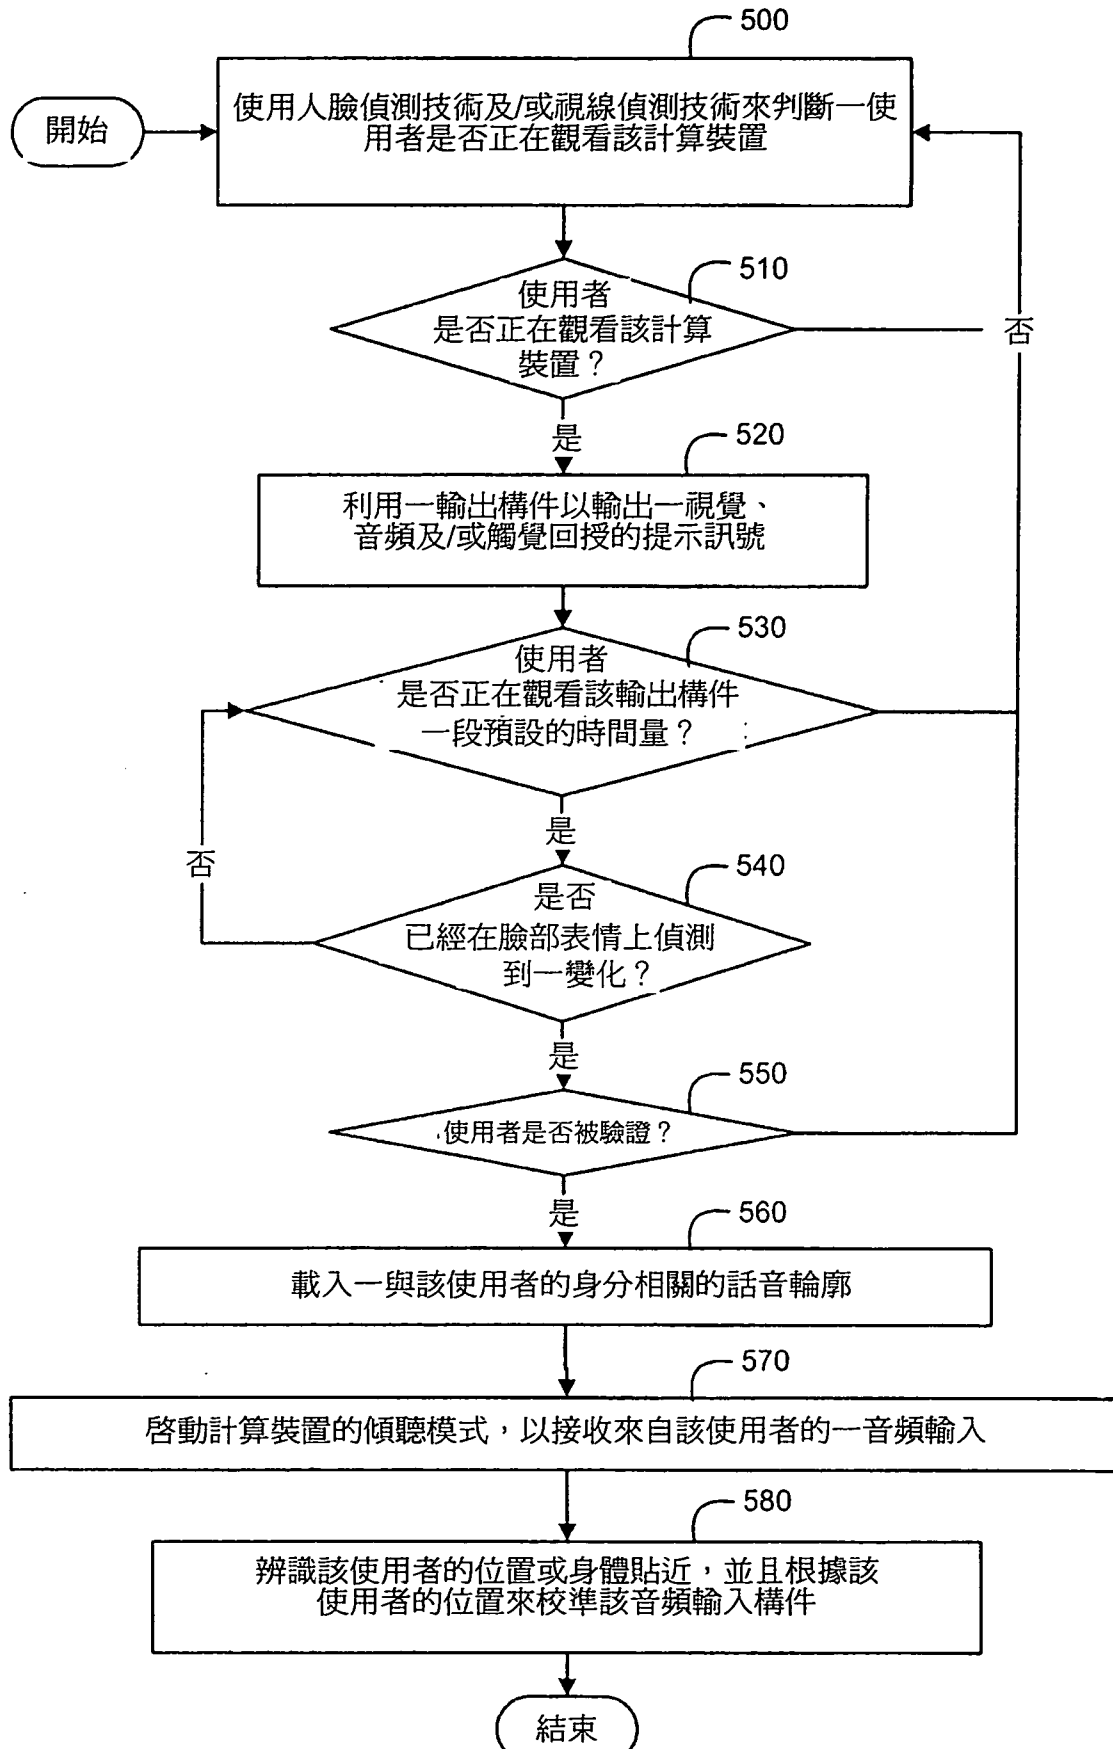 500
開始
使用人臉偵測技術及/或視線偵測技術來判斷一使
用者是否正在觀看該計算裝置
510
使用者
是否正在觀看該計算
裝置？
否
是
520
利用一輸出構件以輸出一視覺、
音頻及/或觸覺回授的提示訊號
530
使用者
是否正在觀看該輸出構件
一段預設的時間量？
是
否
540
是否
已經在臉部表情上偵測
到一變化？
是
550
使用者是否被驗證？
是
560
載入一與該使用者的身分相關的話音輪廓
570
啓動計算裝置的傾聽模式，以接收來自該使用者的一音頻輸入
580
辨識該使用者的位置或身體貼近，並且根據該
使用者的位置來校準該音頻輸入構件
結束